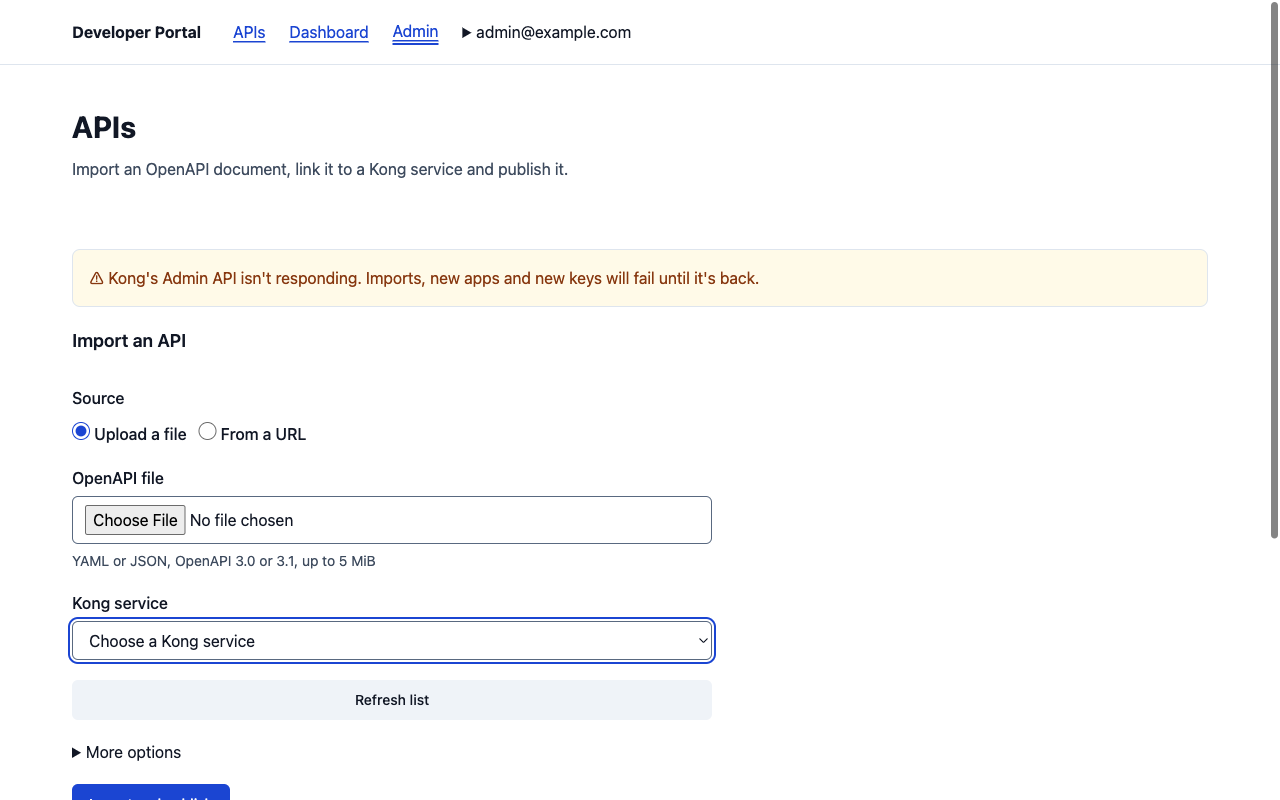 Developer Portal APIs Dashboard Admin ▶ admin@example.com
APIs
Import an OpenAPI document, link it to a Kong service and publish it.
⚠ Kong's Admin API isn't responding. Imports, new apps and new keys will fail until it's back.
Import an API
Source
Upload a file From a URL
OpenAPI file
Choose File No file chosen
YAML or JSON, OpenAPI 3.0 or 3.1, up to 5 MiB
Kong service
Choose a Kong service
Refresh list
▶ More options